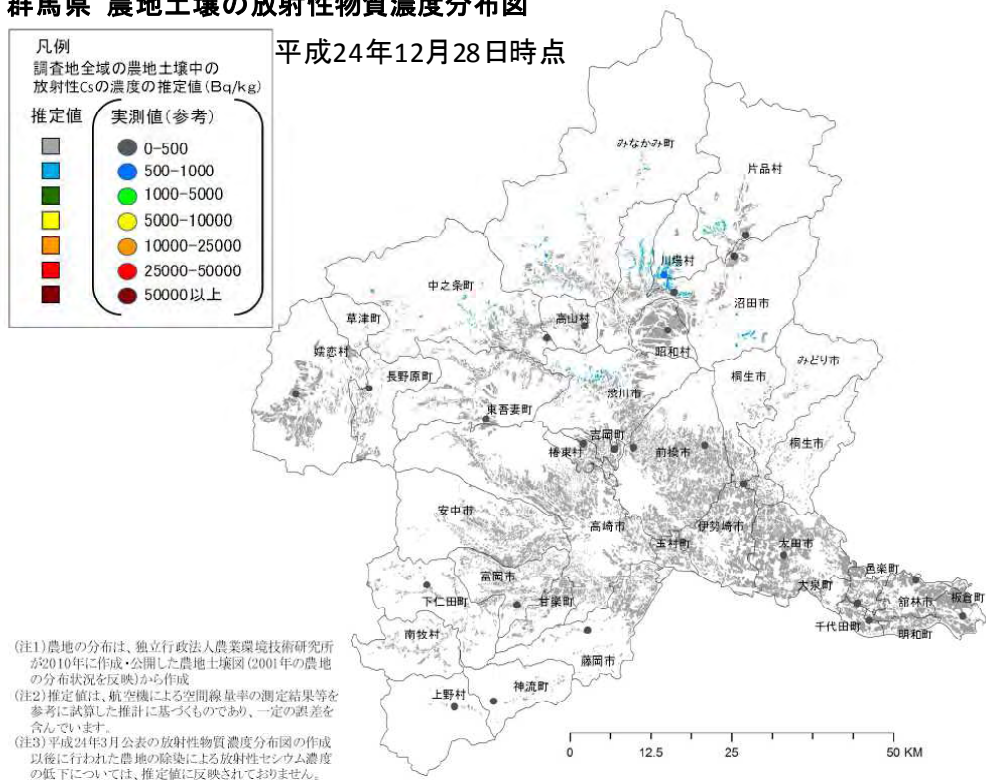 群馬県 農地土壌の放射性物質濃度分布図
平成24年12月28日時点
凡例
調査地全域の農地土壌中の
放射性Csの濃度の推定値(Bq/kg)
推定値 実測値(参考)
0-500
500-1000
1000-5000
5000-10000
10000-25000
25000-50000
50000以上
みなかみ町
片品村
川場村
中之条町
沼田市
草津町
高山村
嬬恋村
昭和村
みどり市
長野原町
桐生市
渋川市
東吾妻町
吉岡町
桐生市
榛東村
前橋市
安中市
高崎市
伊勢崎市
玉村町
太田市
邑楽町
富岡市
大泉町
下仁田町
甘楽町
舘林市
板倉町
千代田町
明和町
南牧村
藤岡市
神流町
上野村
(注1)農地の分布は、独立行政法人農業環境技術研究所
が2010年に作成・公開した農地土壌図(2001年の農地
の分布状況を反映)から作成
(注2)推定値は、航空機による空間線量率の測定結果等を
参考に試算した推計に基づくものであり、一定の誤差を
含んでいます。
(注3)平成24年3月公表の放射性物質濃度分布図の作成
以後に行われた農地の除染による放射性セシウム濃度
の低下については、推定値に反映されておりません。
0 12.5 25 50 KM